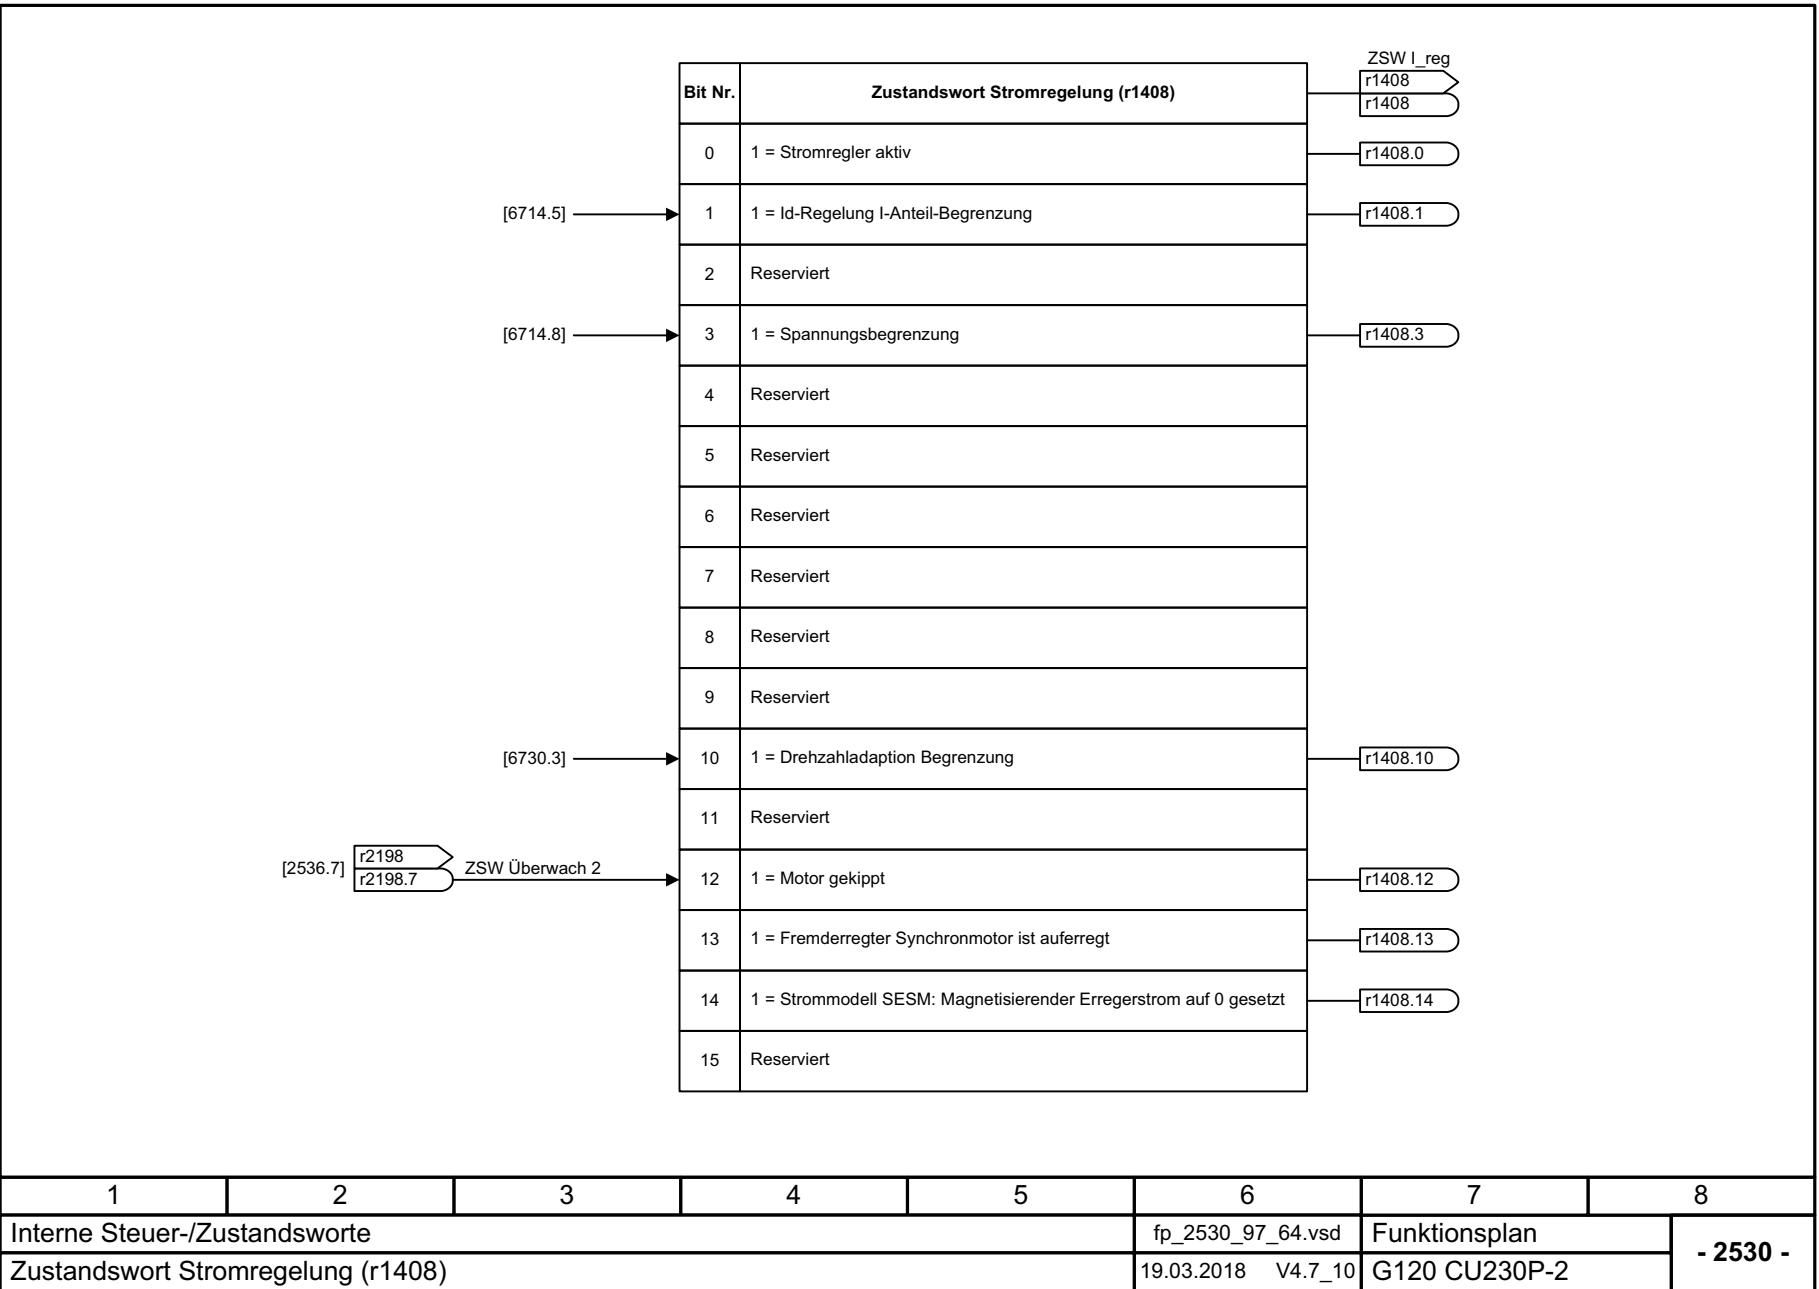 ZSW I_reg
Bit Nr. Zustandswort Stromregelung (r1408) r1408
r1408
0 1 = Stromregler aktiv r1408.0
[6714.5] 1 1 = Id-Regelung I-Anteil-Begrenzung r1408.1
2 Reserviert
[6714.8] 3 1 = Spannungsbegrenzung r1408.3
4 Reserviert
5 Reserviert
6 Reserviert
7 Reserviert
8 Reserviert
9 Reserviert
[6730.3] 10 1 = Drehzahladaption Begrenzung r1408.10
11 Reserviert
[2536.7] r2198
r2198.7 ZSW Überwach 2 12 1 = Motor gekippt r1408.12
13 1 = Fremderregter Synchronmotor ist auferregt r1408.13
14 1 = Strommodell SESM: Magnetisierender Erregerstrom auf 0 gesetzt r1408.14
15 Reserviert
1 2 3 4 5 6 7 8
Interne Steuer-/Zustandsworte fp_2530_97_64.vsd Funktionsplan - 2530 -
Zustandswort Stromregelung (r1408) 19.03.2018 V4.7_10 G120 CU230P-2